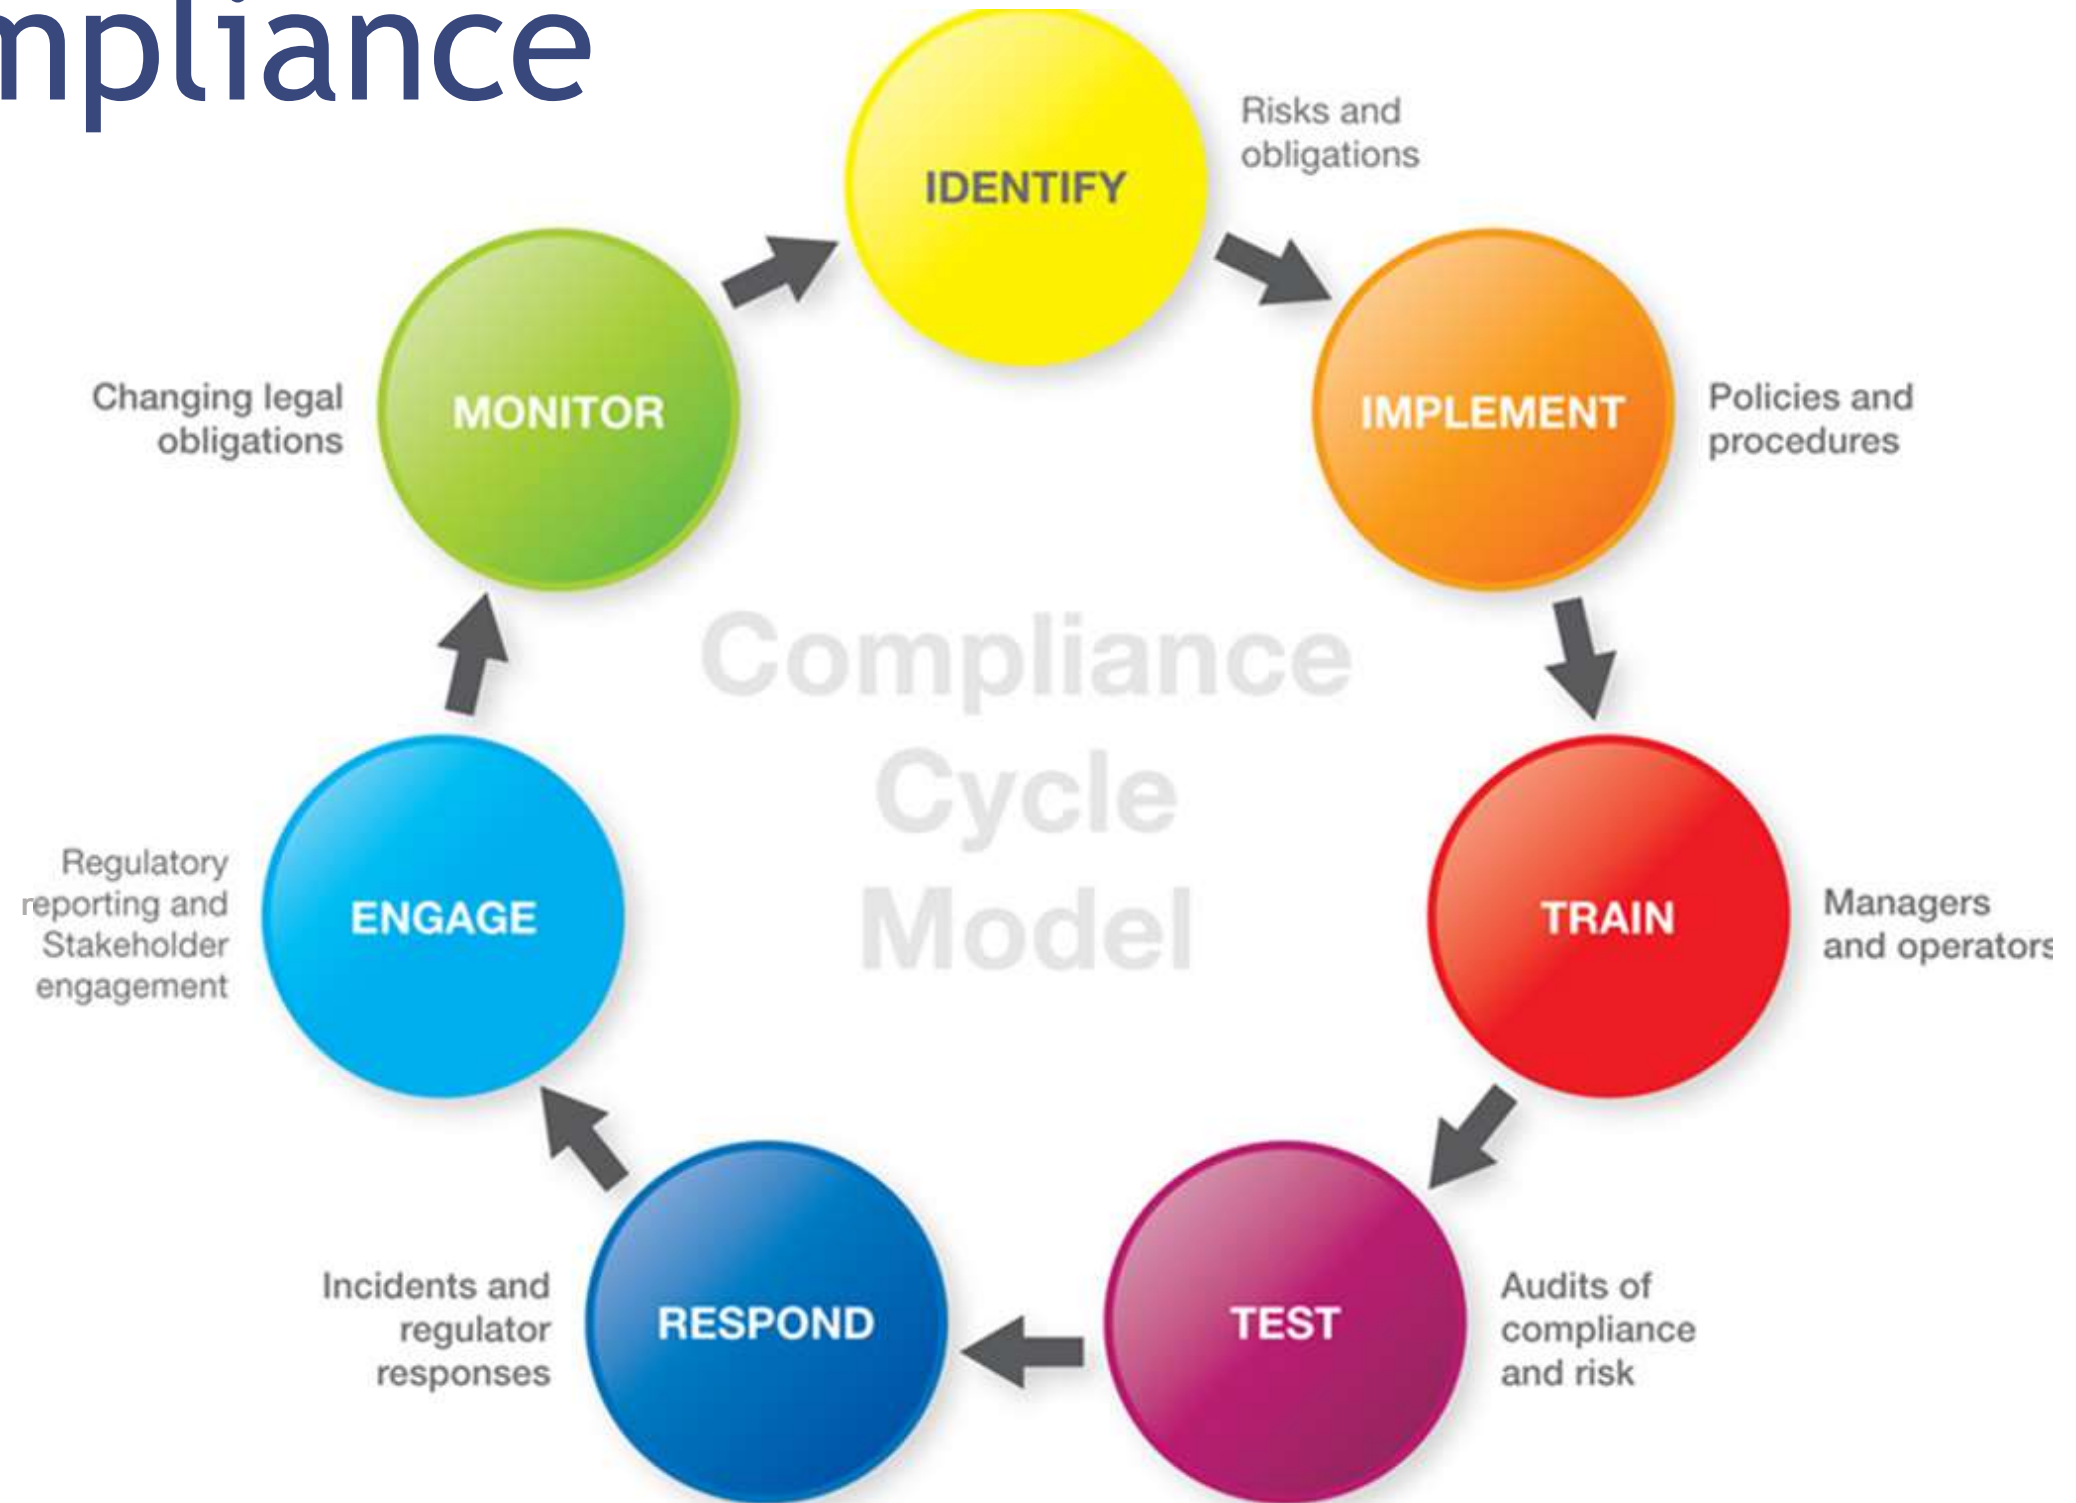 mpliance
IDENTIFY
Risks and
obligations
IMPLEMENT
Policies and
procedures
TRAIN
Managers
and operators
TEST
Audits of
compliance
and risk
RESPOND
Incidents and
regulator
responses
ENGAGE
Regulatory
reporting and
Stakeholder
engagement
MONITOR
Changing legal
obligations
Compliance
Cycle
Model